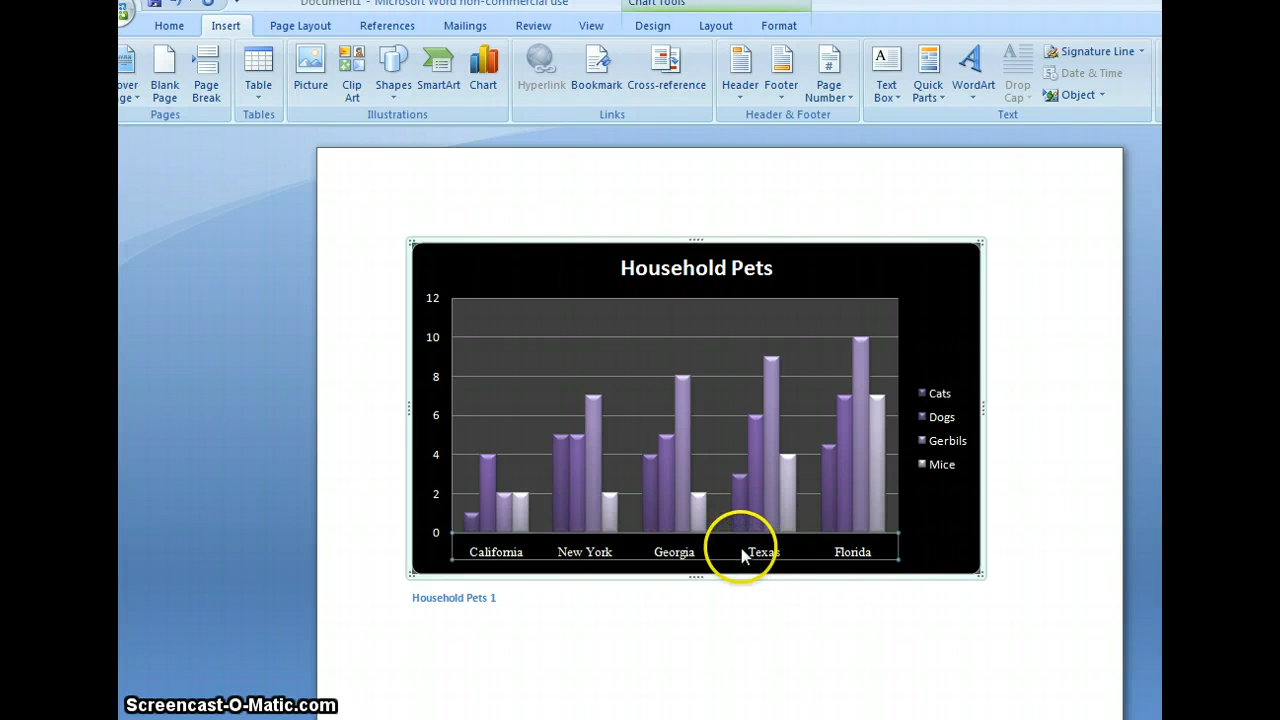 Document1 - Microsoft Word non-commercial use
Chart Tools
Home Insert Page Layout References Mailings Review View Design Layout Format
over Blank Page Table Picture Clip Shapes SmartArt Chart Hyperlink Bookmark Cross-reference Header Footer Page Text Quick WordArt Drop Signature Line
age Page Break Art Number Box Parts Cap Date & Time
Object
Pages Tables Illustrations Links Header & Footer Text
Household Pets
12
10
8
6
4
2
0
Cats
Dogs
Gerbils
Mice
California New York Georgia Texas Florida
Household Pets 1
Screencast-O-Matic.com